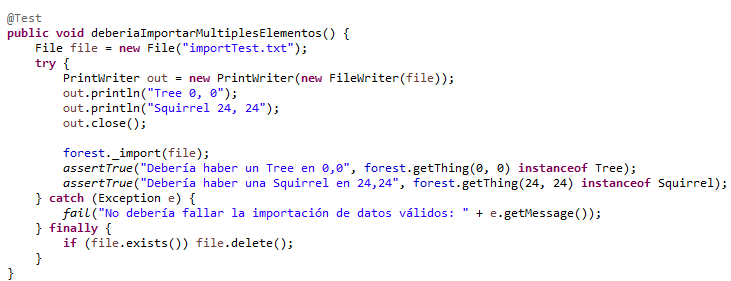 @Test
public void deberiaImportarMultiplesElementos() {
    File file = new File("importTest.txt");
    try {
        PrintWriter out = new PrintWriter(new FileWriter(file));
        out.println("Tree 0, 0");
        out.println("Squirrel 24, 24");
        out.close();

        forest._import(file);
        assertTrue("Debería haber un Tree en 0,0", forest.getThing(0, 0) instanceof Tree);
        assertTrue("Debería haber una Squirrel en 24,24", forest.getThing(24, 24) instanceof Squirrel);
    } catch (Exception e) {
        fail("No debería fallar la importación de datos válidos: " + e.getMessage());
    } finally {
        if (file.exists()) file.delete();
    }
}